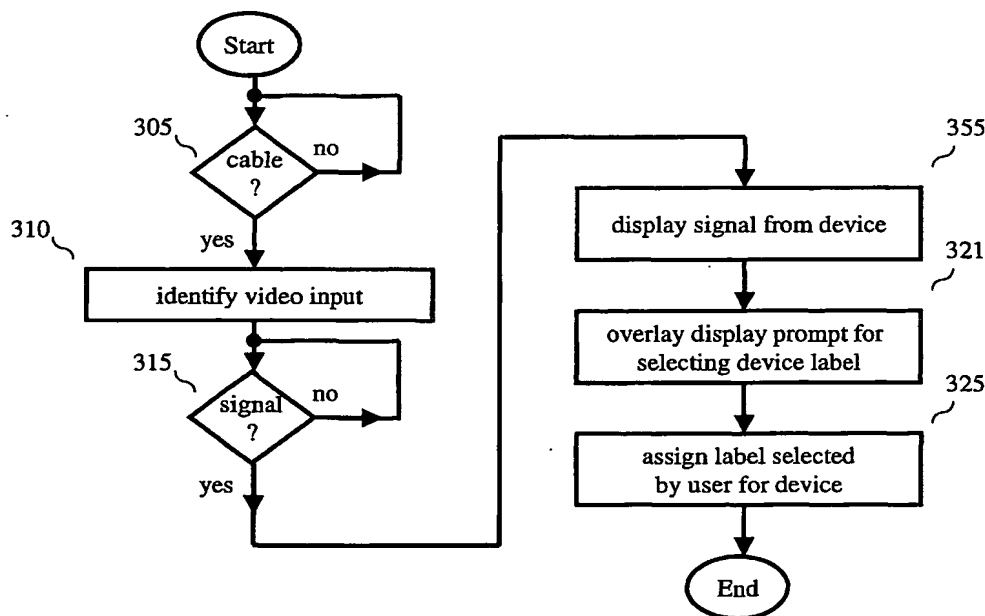 Start
305
cable
?
no
yes
310
identify video input
315
signal
?
no
yes
355
display signal from device
321
overlay display prompt for
selecting device label
325
assign label selected
by user for device
End